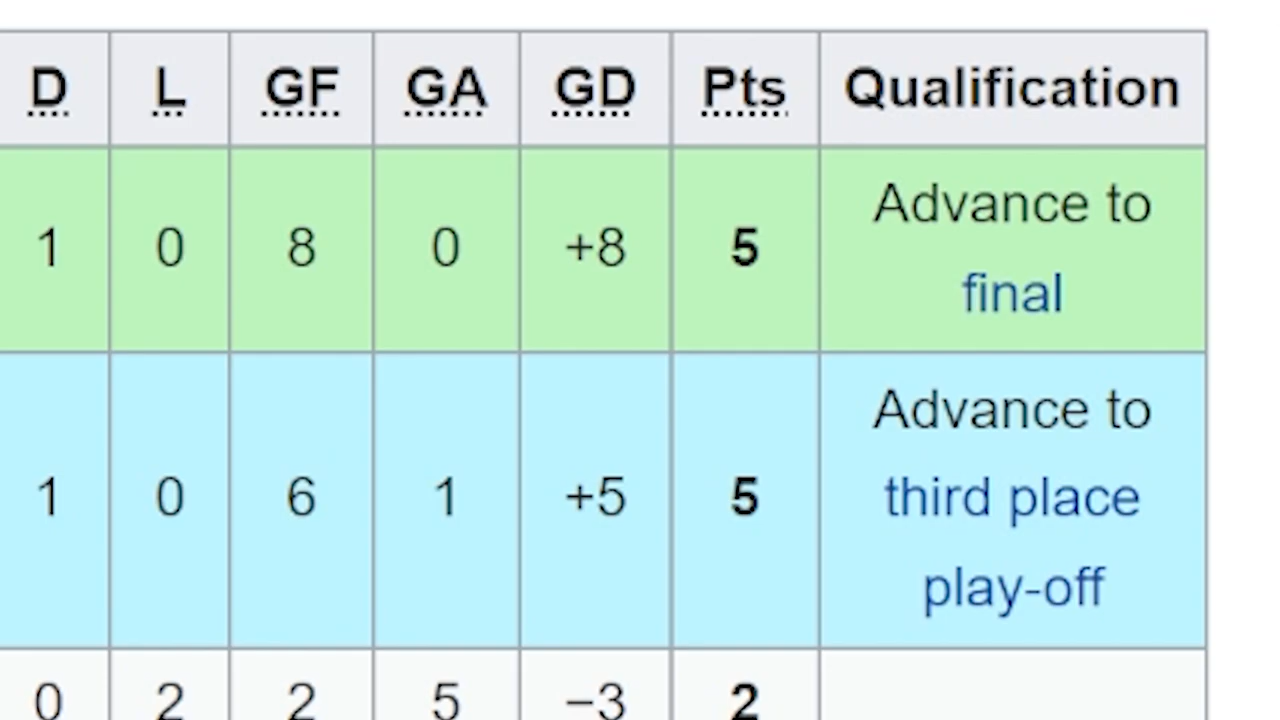 D L GF GA GD Pts Qualification
1 0 8 0 +8 5 Advance to
final
1 0 6 1 +5 5 Advance to
third place
play-off
0 2 2 5 −3 2